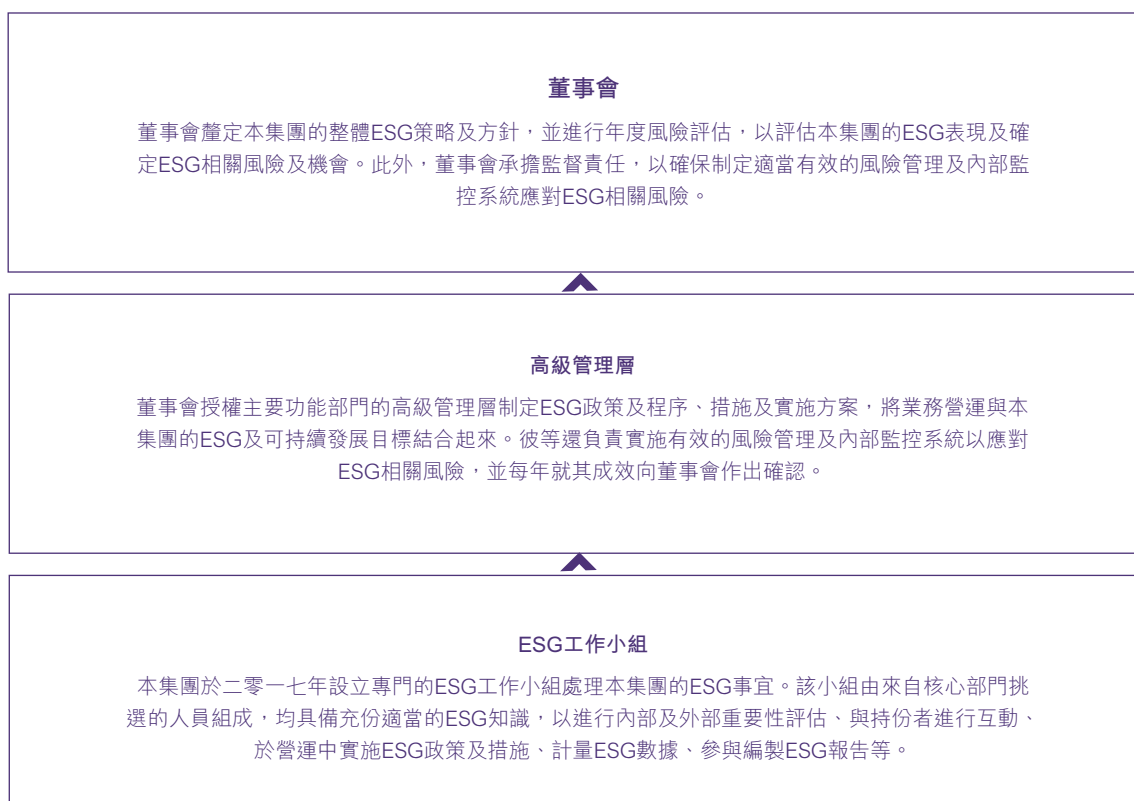 董事會
董事會釐定本集團的整體ESG策略及方針，並進行年度風險評估，以評估本集團的ESG表現及確
定ESG相關風險及機會。此外，董事會承擔監督責任，以確保制定適當有效的風險管理及內部監
控系統應對ESG相關風險。
高級管理層
董事會授權主要功能部門的高級管理層制定ESG政策及程序、措施及實施方案，將業務營運與本
集團的ESG及可持續發展目標結合起來。彼等還負責實施有效的風險管理及內部監控系統以應對
ESG相關風險，並每年就其成效向董事會作出確認。
ESG工作小組
本集團於二零一七年設立專門的ESG工作小組處理本集團的ESG事宜。該小組由來自核心部門挑
選的人員組成，均具備充份適當的ESG知識，以進行內部及外部重要性評估、與持份者進行互動、
於營運中實施ESG政策及措施、計量ESG數據、參與編製ESG報告等。